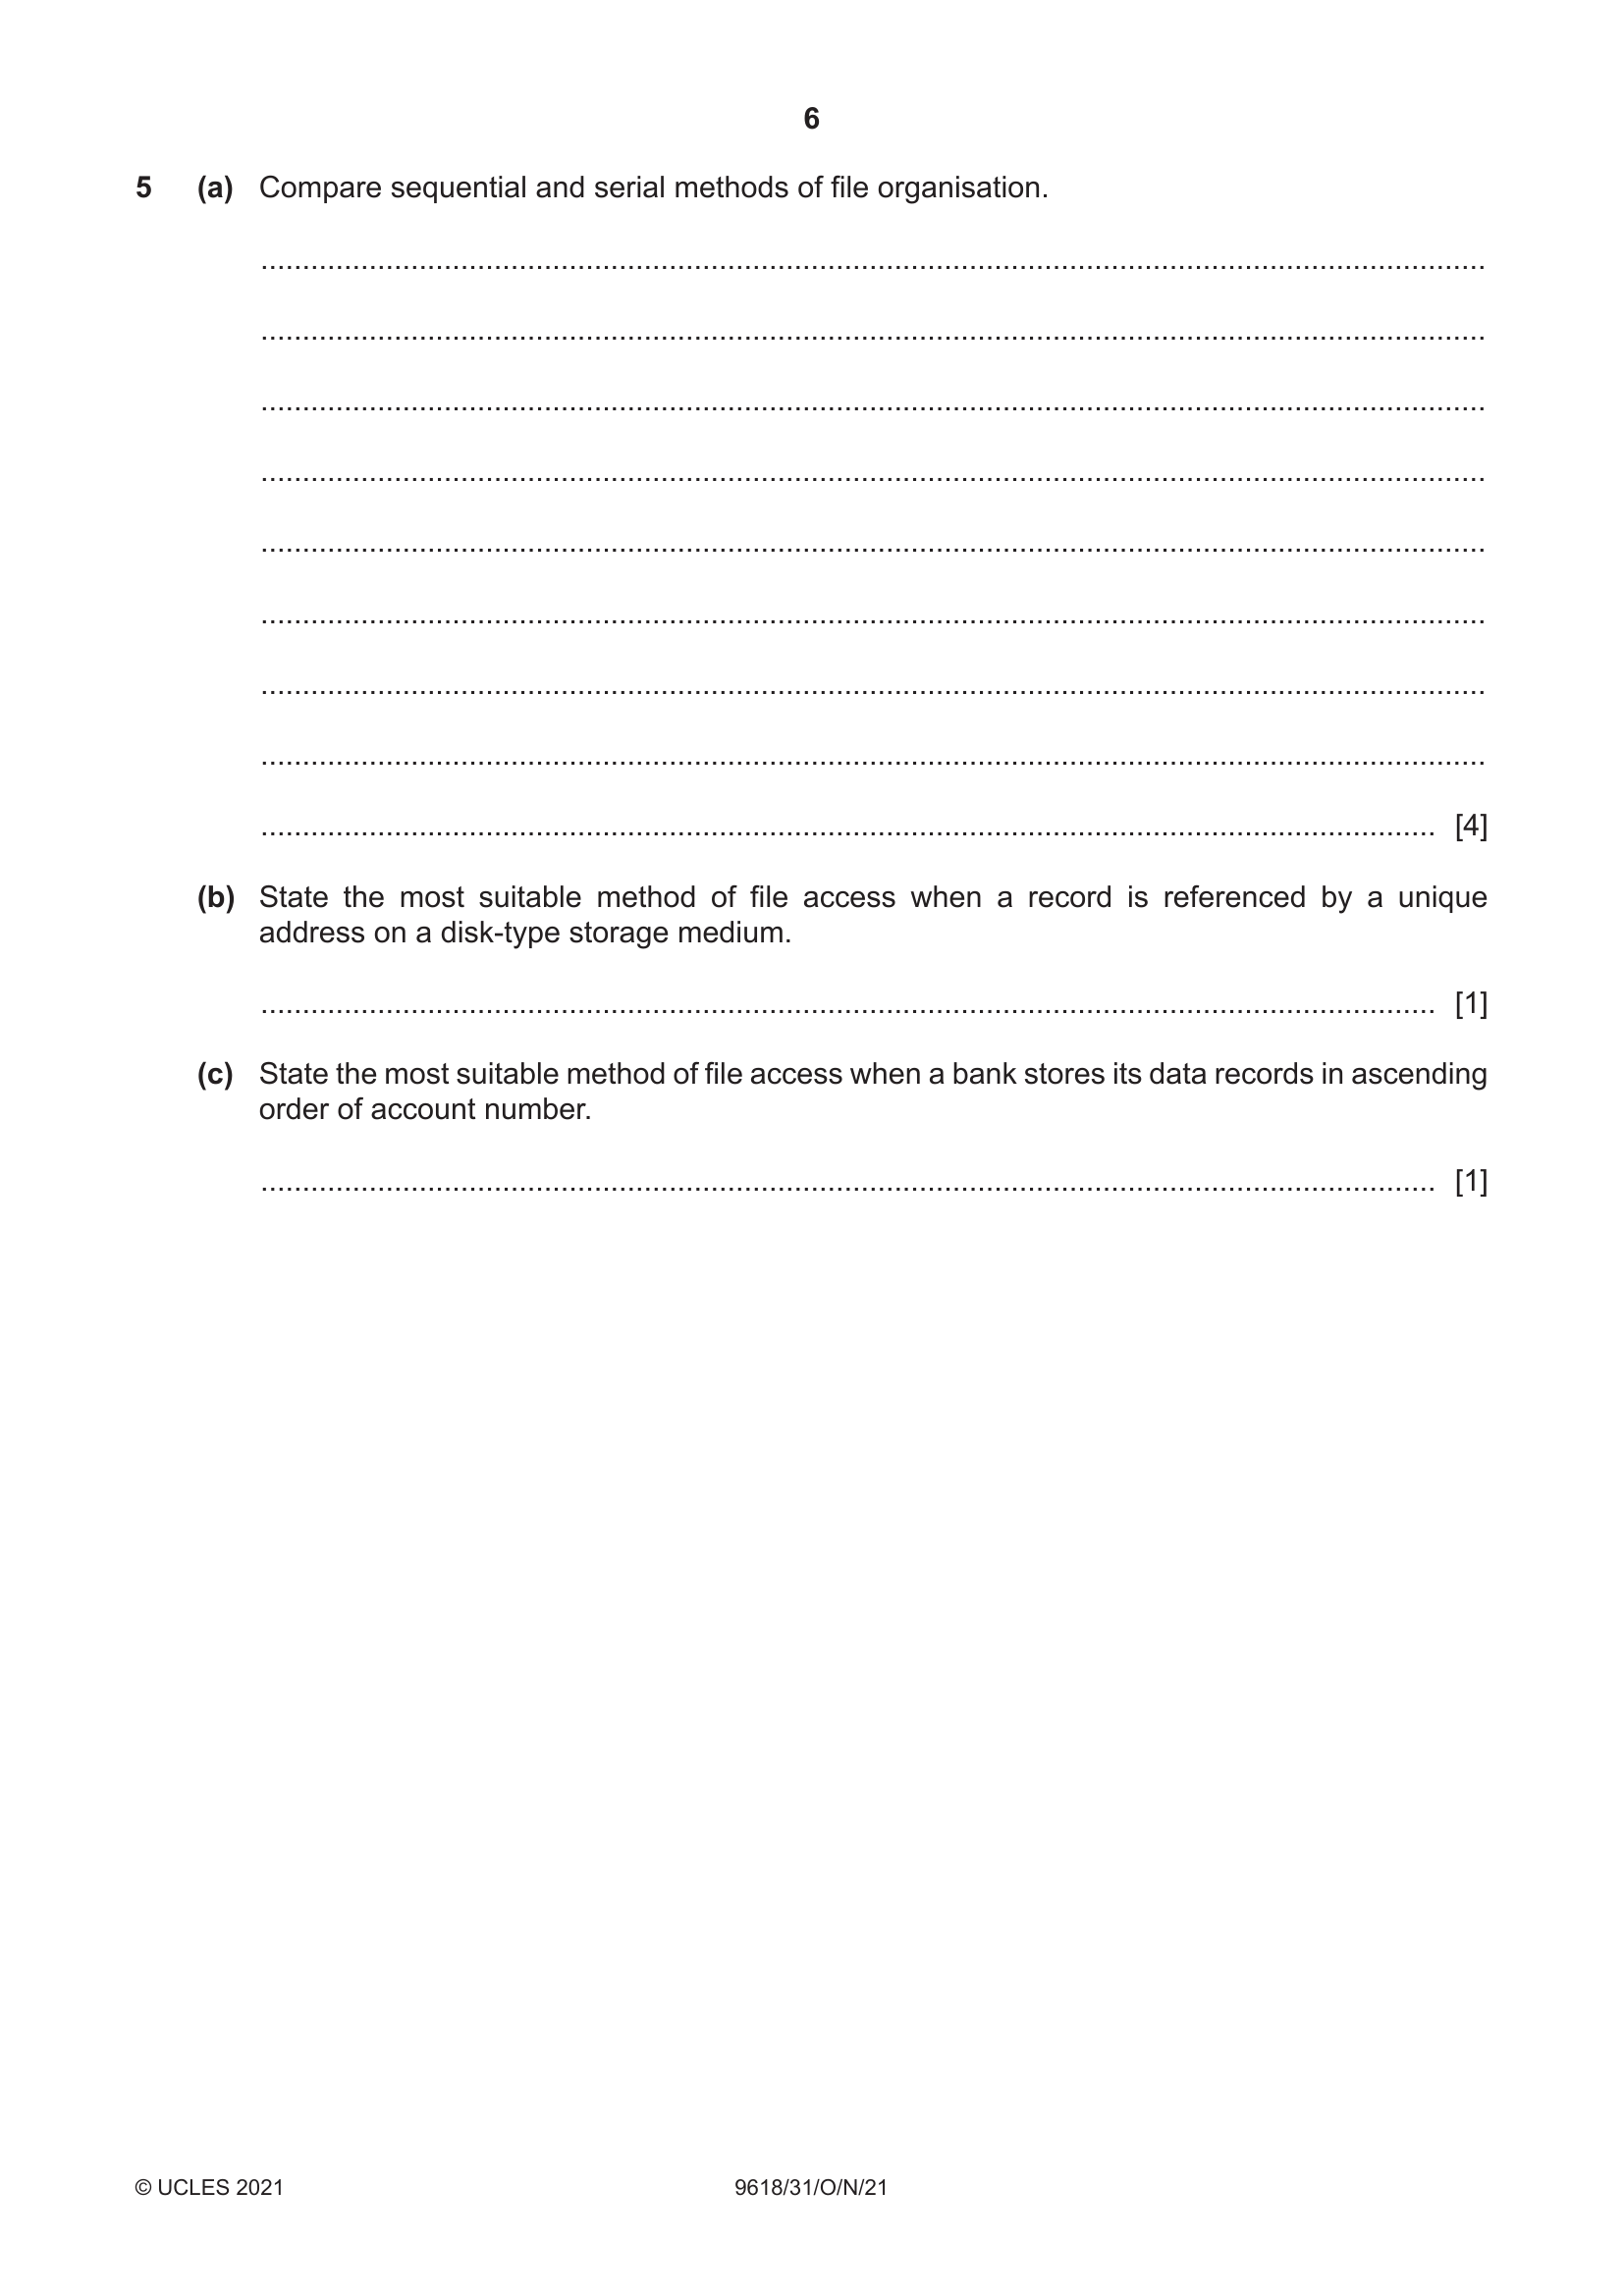 6
5 (a) Compare sequential and serial methods of file organisation.
..........................................................................................................................................................
..........................................................................................................................................................
..........................................................................................................................................................
..........................................................................................................................................................
..........................................................................................................................................................
..........................................................................................................................................................
..........................................................................................................................................................
..........................................................................................................................................................
.................................................................................................................................................... [4]
(b) State the most suitable method of file access when a record is referenced by a unique
address on a disk-type storage medium.
.................................................................................................................................................... [1]
(c) State the most suitable method of file access when a bank stores its data records in ascending
order of account number.
.................................................................................................................................................... [1]
© UCLES 2021 9618/31/O/N/21